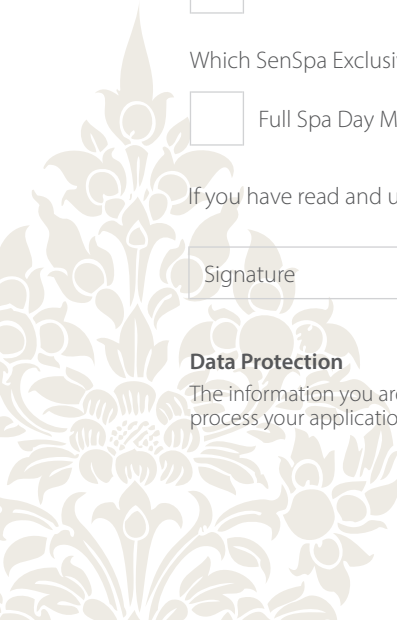 Which SenSpa Exclusi
Full Spa Day M
If you have read and u
Signature
Data Protection
The information you ar
process your applicatio